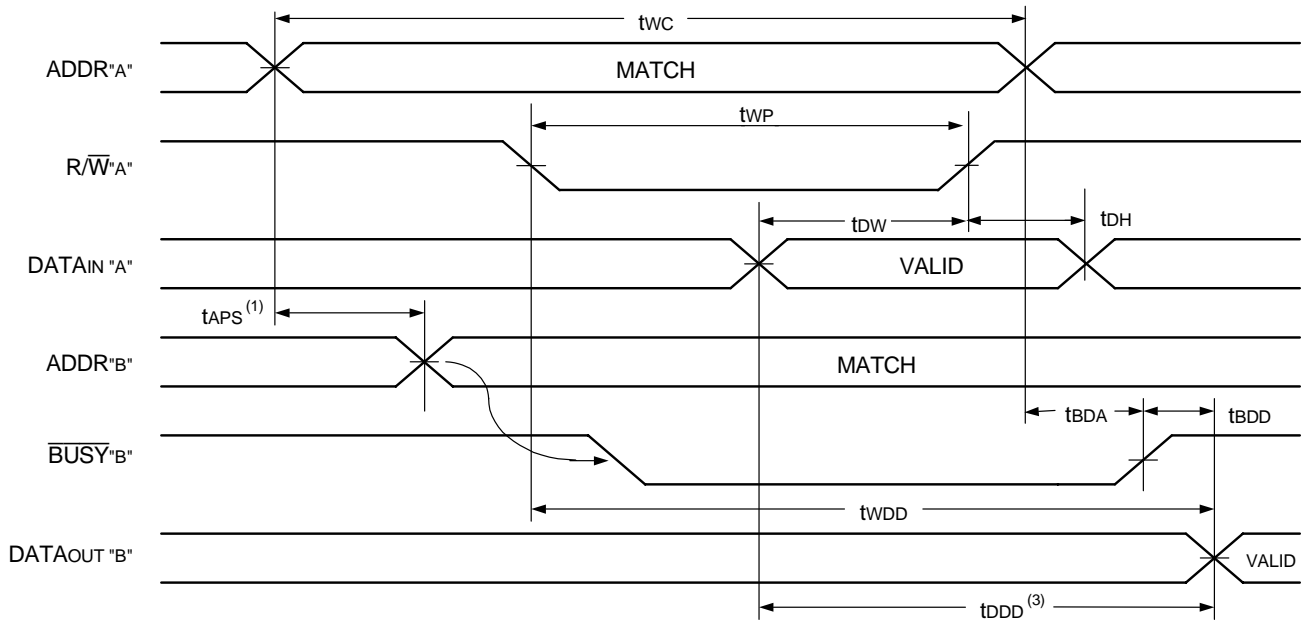 tWC
ADDR"A"
MATCH
tWP
R/W̅"A"
tDW
tDH
DATAIN "A"
VALID
tAPS (1)
ADDR"B"
MATCH
tBDA
tBDD
B̅U̅S̅Y̅"B"
tWDD
DATAOUT "B"
VALID
tDDD (3)